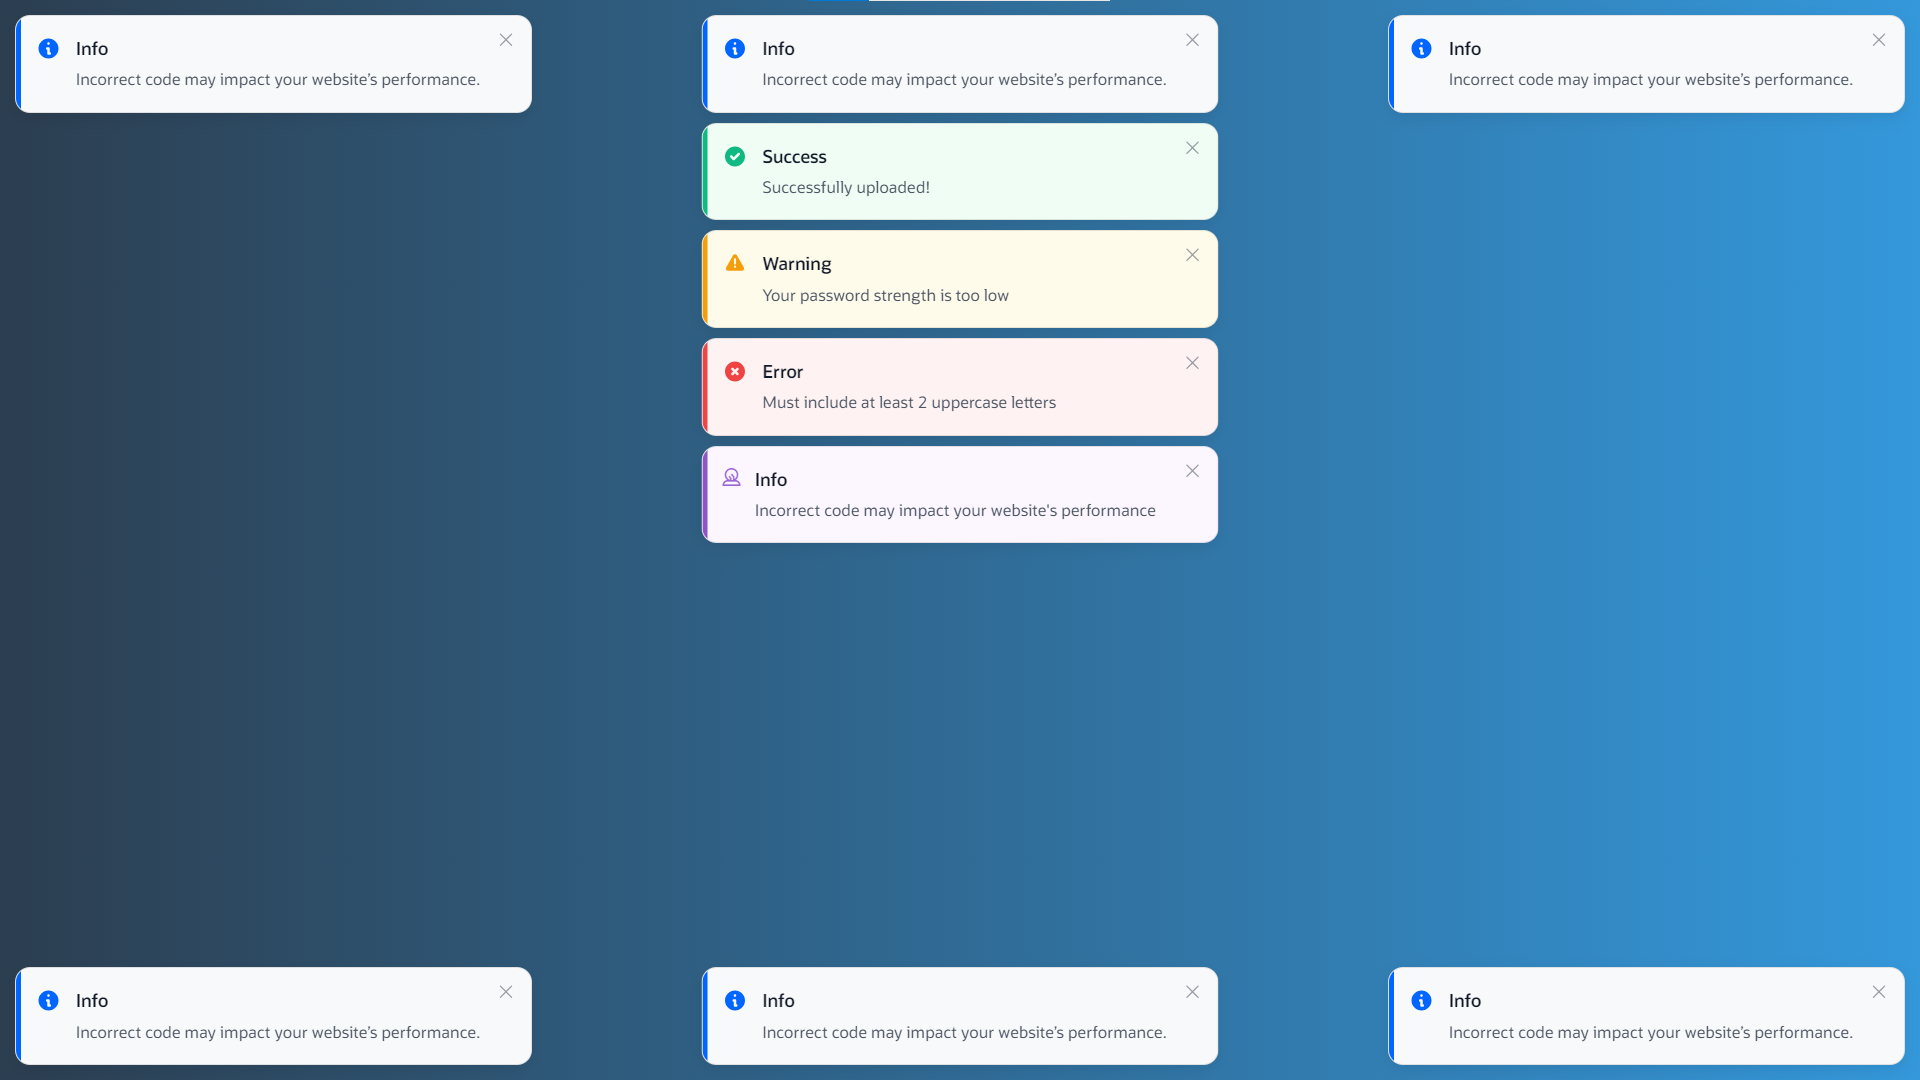 Info
Incorrect code may impact your website's performance.
Info
Incorrect code may impact your website's performance.
Info
Incorrect code may impact your website's performance.
Success
Successfully uploaded!
Warning
Your password strength is too low
Error
Must include at least 2 uppercase letters
Info
Incorrect code may impact your website's performance
Info
Incorrect code may impact your website's performance.
Info
Incorrect code may impact your website's performance.
Info
Incorrect code may impact your website's performance.